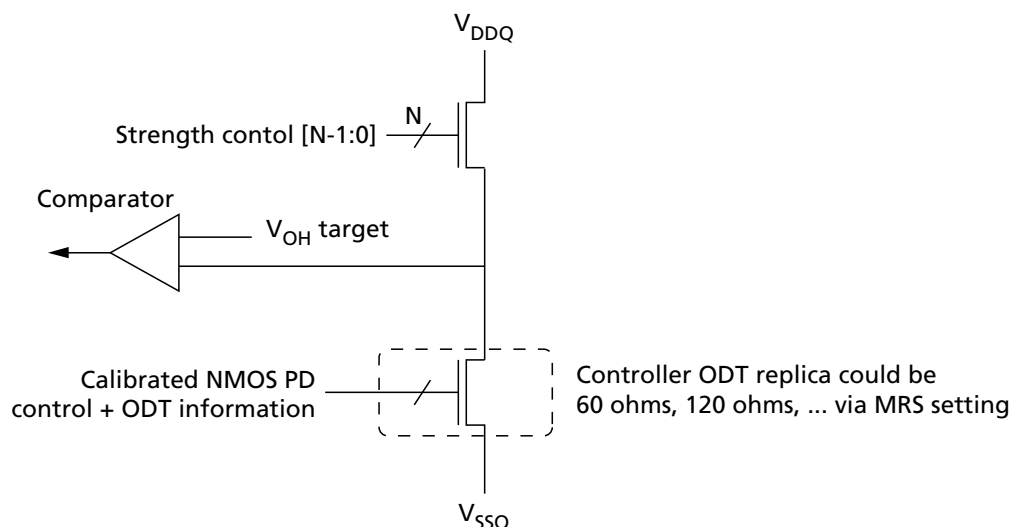 VDDQ
N
Strength contol [N-1:0]
Comparator
VOH target
Calibrated NMOS PD
control + ODT information
Controller ODT replica could be
60 ohms, 120 ohms, ... via MRS setting
VSSQ